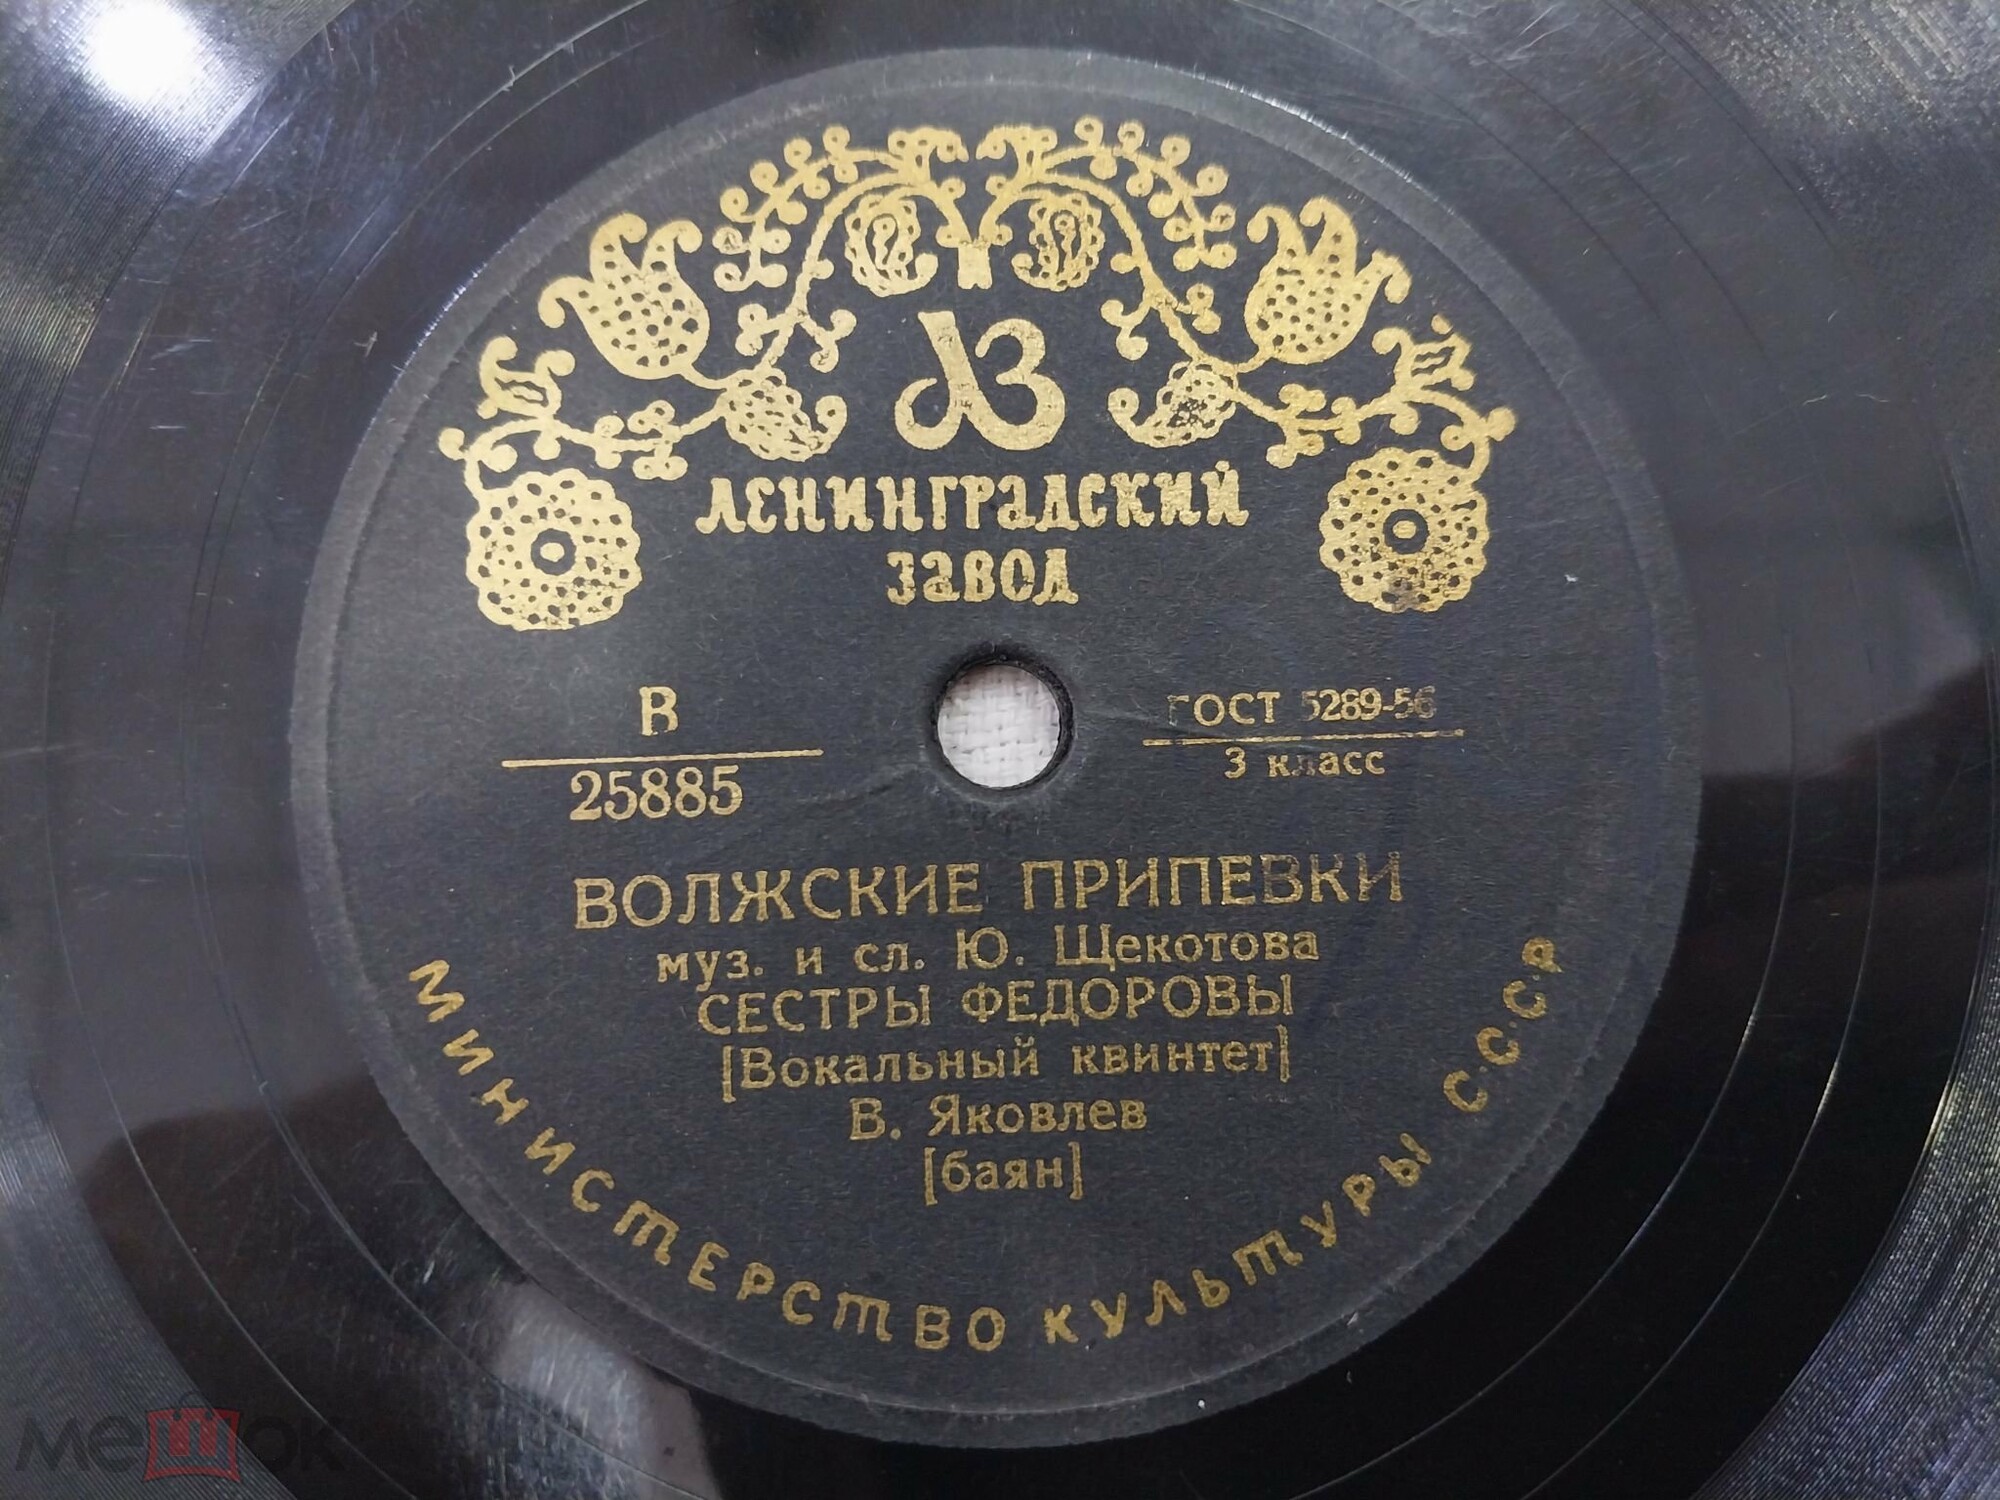 ЛЗ
ЛЕНИНГРАДСКИЙ
ЗАВОД
В
25885
ГОСТ 5289-56
3 класс
ВОЛЖСКИЕ ПРИПЕВКИ
муз. и сл. Ю. Щекотова
СЕСТРЫ ФЕДОРОВЫ
[Вокальный квинтет]
В. Яковлев
[баян]
МИНИСТЕРСТВО КУЛЬТУРЫ С.С.С.Р
мешок